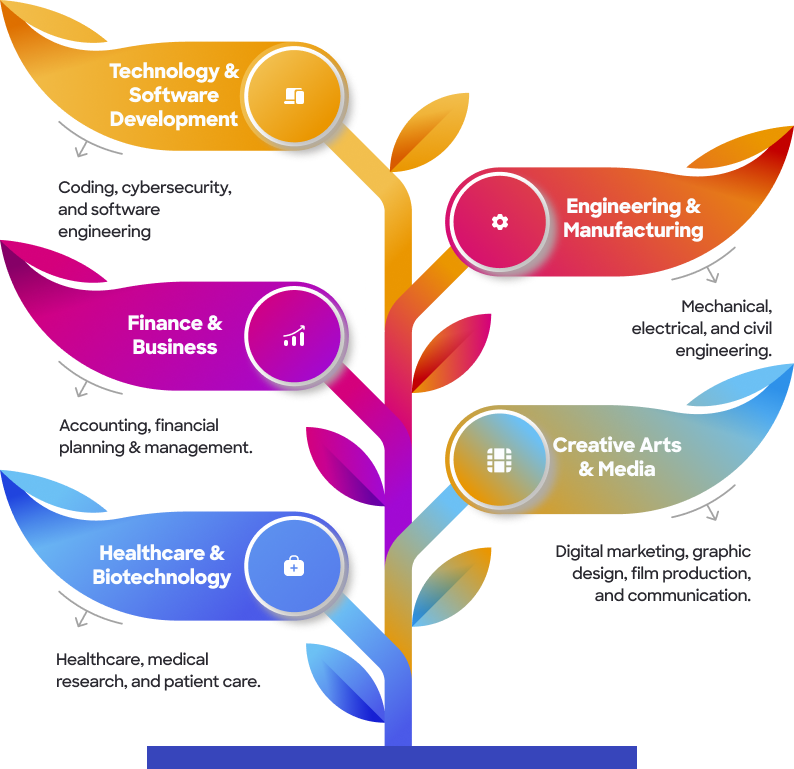 Technology &
Software
Development
Coding, cybersecurity,
and software
engineering
Engineering &
Manufacturing
Mechanical,
electrical, and civil
engineering.
Finance &
Business
Accounting, financial
planning & management.
Creative Arts
& Media
Digital marketing, graphic
design, film production,
and communication.
Healthcare &
Biotechnology
Healthcare, medical
research, and patient care.